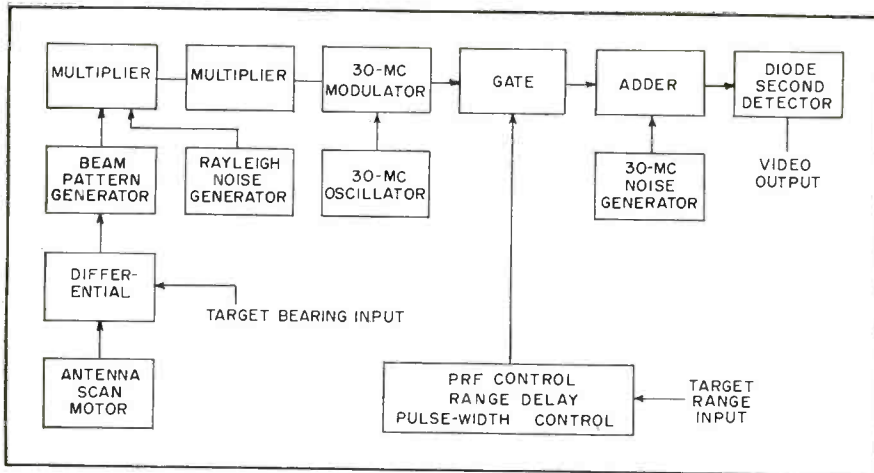 MULTIPLIER
MULTIPLIER
30-MC
MODULATOR
GATE
ADDER
DIODE
SECOND
DETECTOR
BEAM
PATTERN
GENERATOR
RAYLEIGH
NOISE
GENERATOR
30-MC
OSCILLATOR
30-MC
NOISE
GENERATOR
VIDEO
OUTPUT
DIFFER-
ENTIAL
TARGET BEARING INPUT
ANTENNA
SCAN
MOTOR
PRF CONTROL
RANGE DELAY
PULSE-WIDTH CONTROL
TARGET
RANGE
INPUT